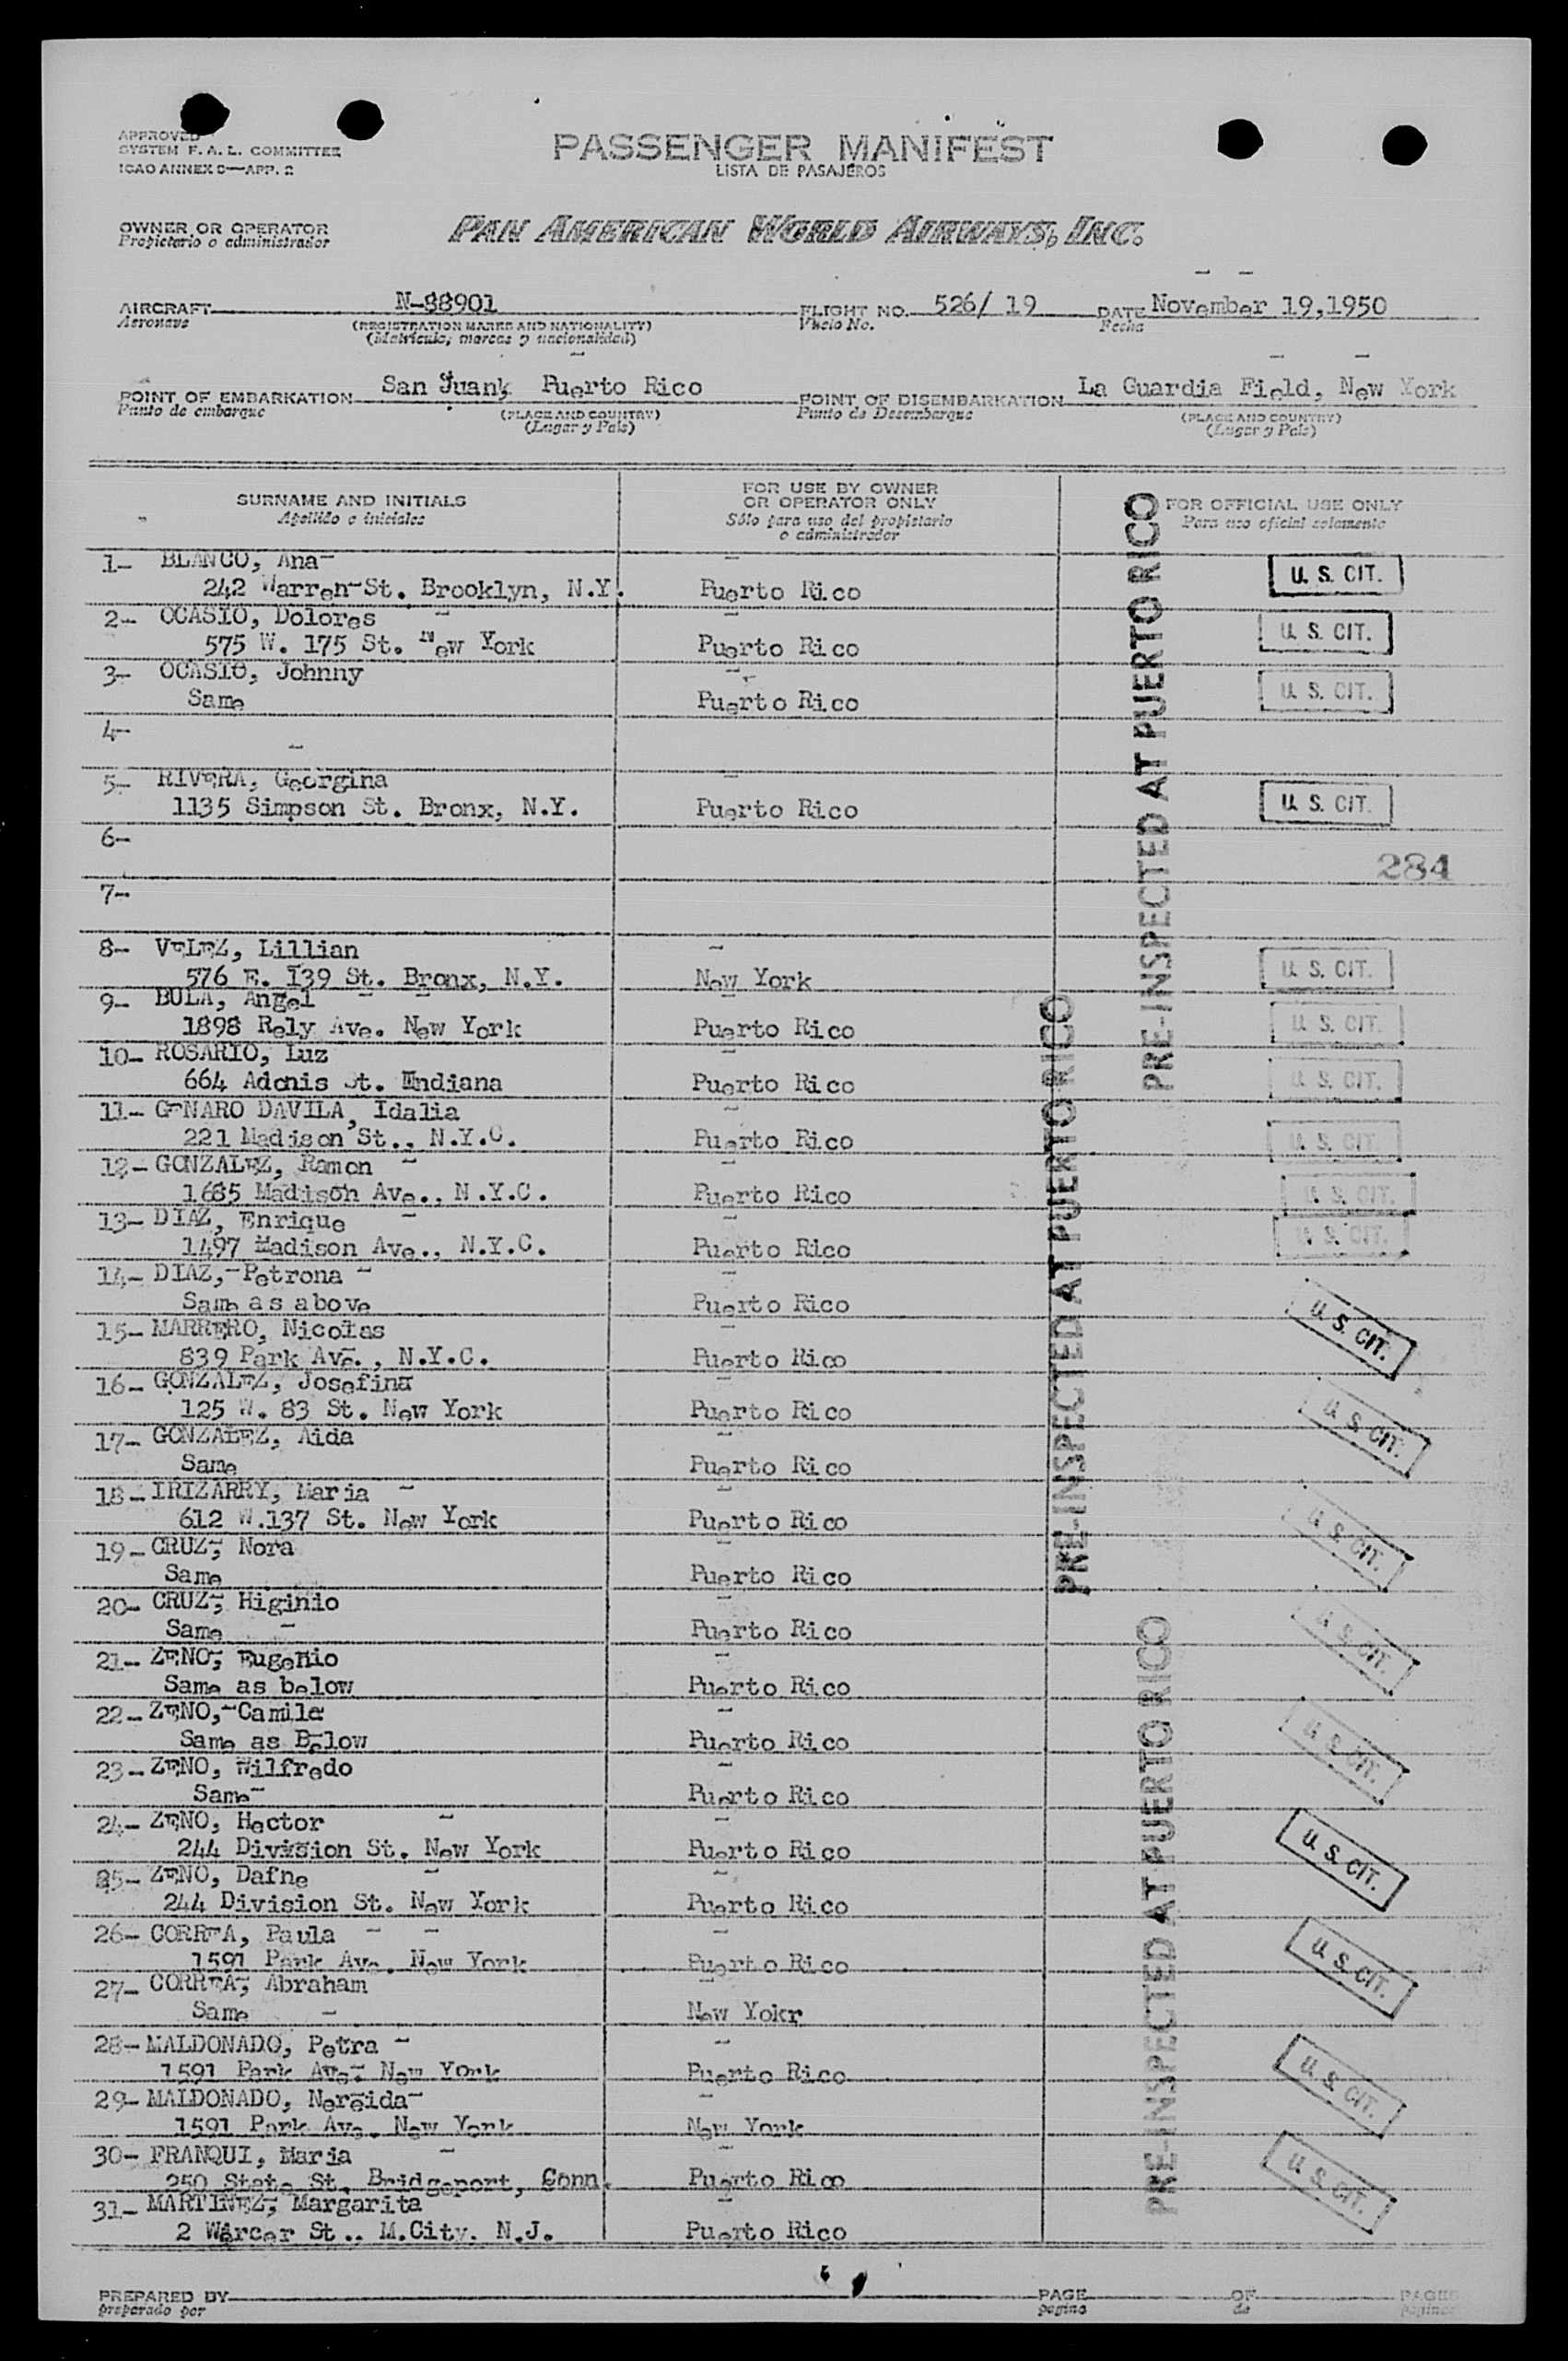 APPROVED
SYSTEM F. A. L. COMMITTEE
ICAO ANNEX 9—APP. 2
PASSENGER MANIFEST
LISTA DE PASAJEROS
OWNER OR OPERATOR
Propietario o administrador
PAN AMERICAN WORLD AIRWAYS, INC.
AIRCRAFT N-88901 FLIGHT NO. 526/ 19 DATE November 19,1950
Aeronave (REGISTRATION MARKS AND NATIONALITY) Vuelo No. Fecha
(Matrícula, marcas y nacionalidad)
POINT OF EMBARKATION San Juan, Puerto Rico POINT OF DISEMBARKATION La Guardia Field, New York
Punto de embarque (PLACE AND COUNTRY) Punto de Desembarque (PLACE AND COUNTRY)
(Lugar y País) (Lugar y País)
SURNAME AND INITIALS FOR USE BY OWNER OR OPERATOR ONLY FOR OFFICIAL USE ONLY
Apellido e iniciales Sólo para uso del propietario o administrador Para uso oficial solamente
1- BLANCO, Ana
242 Warren St. Brooklyn, N.Y. Puerto Rico U. S. CIT.
2- OCASIO, Dolores
575 W. 175 St. New York Puerto Rico U. S. CIT.
3- OCASIO, Johnny
Same Puerto Rico U. S. CIT.
4-
5- RIVERA, Georgina
1135 Simpson St. Bronx, N.Y. Puerto Rico U. S. CIT.
6-
284
7-
8- VELEZ, Lillian
576 E. 139 St. Bronx, N.Y. New York U. S. CIT.
9- BULA, Angel
1898 Rely Ave. New York Puerto Rico U. S. CIT.
10- ROSARIO, Luz
664 Adonis St. Indiana Puerto Rico U. S. CIT.
11- GENARO DAVILA, Idalia
221 Madison St., N.Y.C. Puerto Rico U. S. CIT.
12- GONZALEZ, Ramon
1685 Madison Ave., N.Y.C. Puerto Rico U. S. CIT.
13- DIAZ, Enrique
1497 Madison Ave., N.Y.C. Puerto Rico U. S. CIT.
14- DIAZ, Petrona
Same as above Puerto Rico
15- MARRERO, Nicolas
839 Park Ave., N.Y.C. Puerto Rico U. S. CIT.
16- GONZALEZ, Josefina
125 W. 83 St. New York Puerto Rico U. S. CIT.
17- GONZALEZ, Aida
Same Puerto Rico
18- IRIZARRY, Maria
612 W.137 St. New York Puerto Rico U. S. CIT.
19- CRUZ, Nora
Same Puerto Rico
20- CRUZ, Higinio
Same Puerto Rico U. S. CIT.
21- ZENO, Eugenio
Same as below Puerto Rico
22- ZENO, Camile
Same as Below Puerto Rico U. S. CIT.
23- ZENO, Wilfredo
Same Puerto Rico
24- ZENO, Hector
244 Division St. New York Puerto Rico U. S. CIT.
25- ZENO, Dafne
244 Division St. New York Puerto Rico
26- CORREA, Paula
1591 Park Ave. New York Puerto Rico U. S. CIT.
27- CORREA, Abraham
Same New Yokr
28- MALDONADO, Petra
1591 Park Ave. New York Puerto Rico U. S. CIT.
29- MALDONADO, Nereida
1591 Park Ave. New York New York
30- FRANQUI, Maria
250 State St. Bridgeport, Conn. Puerto Rico U. S. CIT.
31- MARTINEZ, Margarita
2 St., M.City. N.J. Puerto Rico
PRE-INSPECTED AT PUERTO RICO
PRE-INSPECTED AT PUERTO RICO
PRE-INSPECTED AT PUERTO RICO
PREPARED BY PAGE OF PAGES
preparado por pagina de paginas